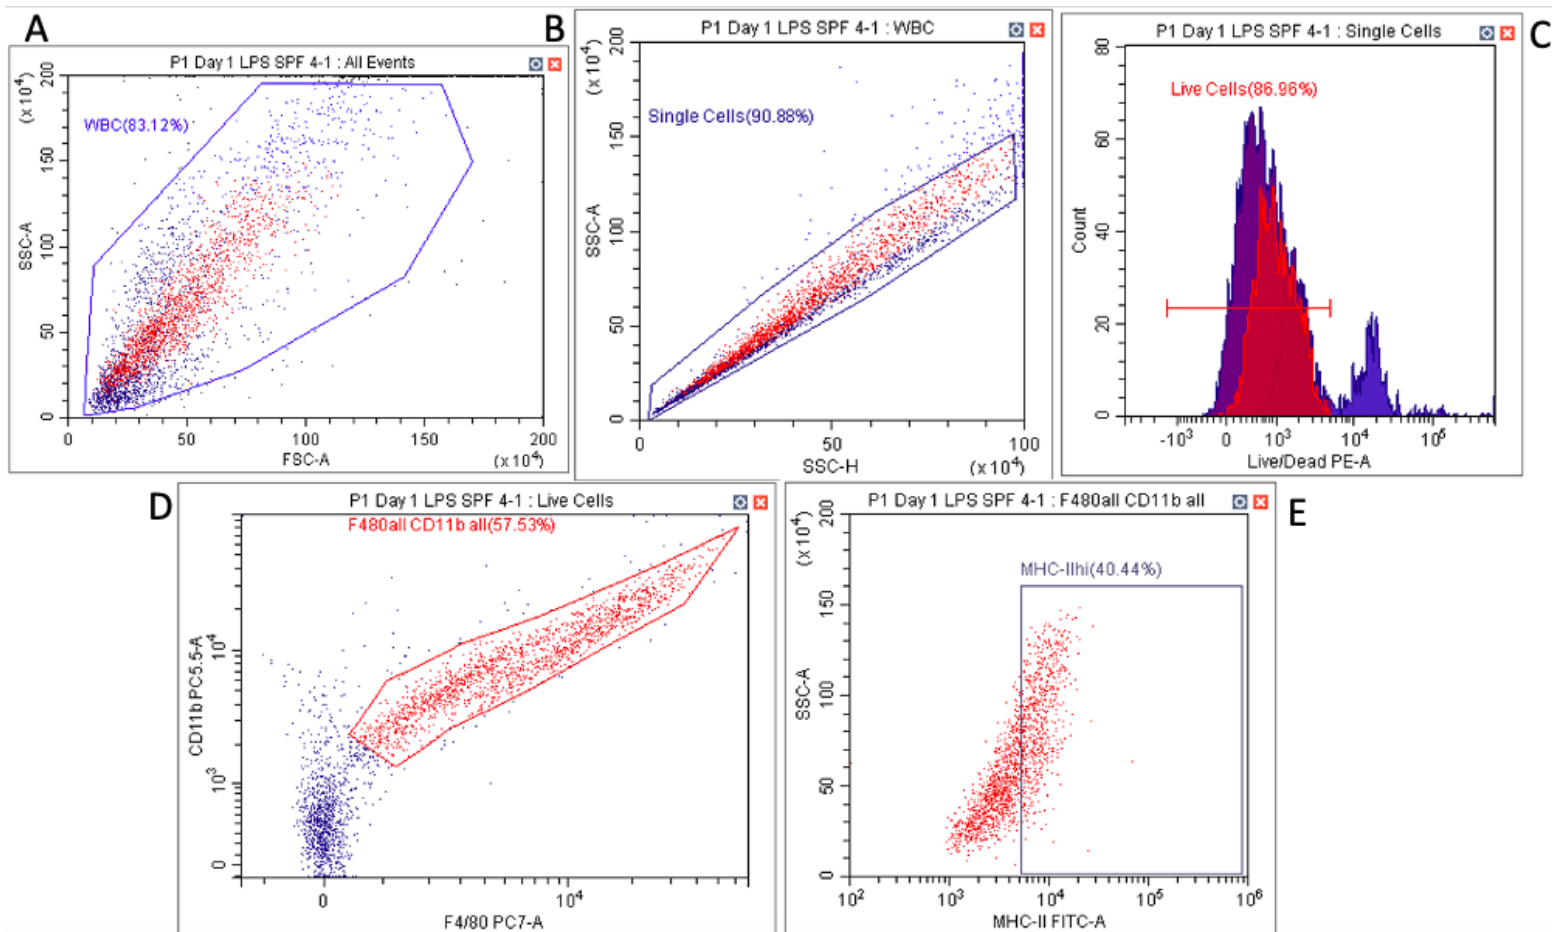 A
P1 Day 1 LPS SPF 4-1 : All Events
(x 10⁴)
200
WBC(83.12%)
150
SSC-A
100
50
0
0 50 100 150 200
FSC-A
(x 10⁴)
B
P1 Day 1 LPS SPF 4-1 : WBC
(x 10⁴)
200
Single Cells(90.88%)
150
SSC-A
100
50
0
0 50 100
SSC-H
(x 10⁴)
C
P1 Day 1 LPS SPF 4-1 : Single Cells
80
Live Cells(86.96%)
60
Count
40
20
0
-10³ 0 10³ 10⁴ 10⁵
Live/Dead PE-A
D
P1 Day 1 LPS SPF 4-1 : Live Cells
F480all CD11b all(57.53%)
CD11b PC5.5-A
10⁴
10³
0
0 10⁴
F4/80 PC7-A
E
P1 Day 1 LPS SPF 4-1 : F480all CD11b all
(x 10⁴)
200
MHC-IIhi(40.44%)
150
SSC-A
100
50
0
10² 10³ 10⁴ 10⁵ 10⁶
MHC-II FITC-A